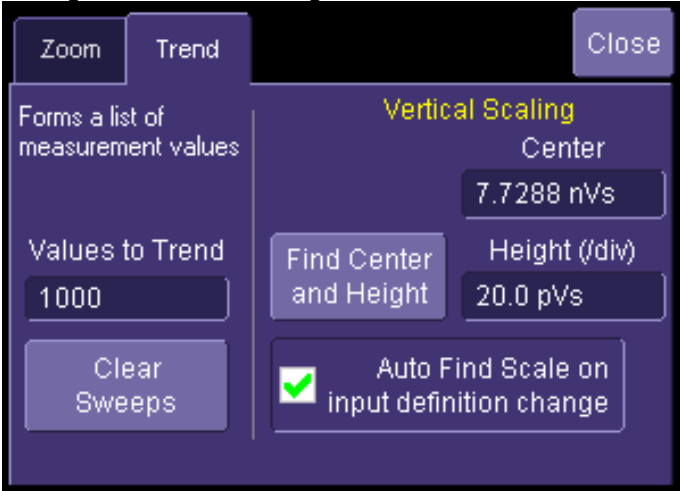 Zoom
Trend
Close
Forms a list of
measurement values
Values to Trend
1000
Clear
Sweeps
Vertical Scaling
Center
7.7288 nVs
Find Center
and Height
Height (/div)
20.0 pVs
Auto Find Scale on
input definition change